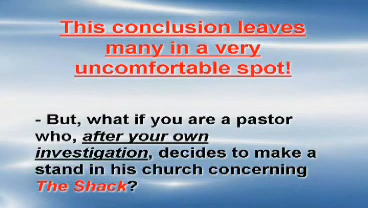 This conclusion leaves
many in a very
uncomfortable spot!
- But, what if you are a pastor
who, after your own
investigation, decides to make a
stand in his church concerning
The Shack?